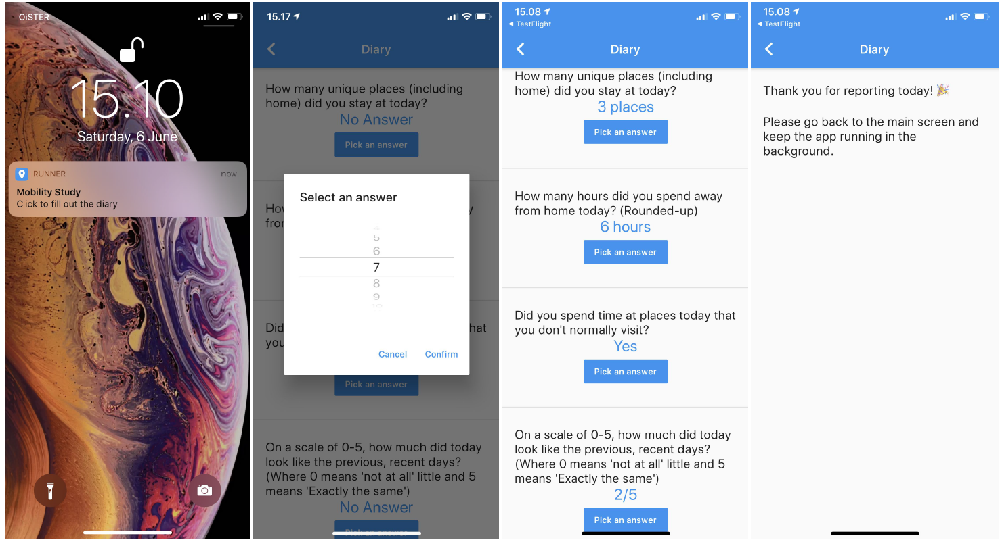 OiSTER
15.10
Saturday, 6 June
RUNNER
now
Mobility Study
Click to fill out the diary
15.17
Diary
How many unique places (including
home) did you stay at today?
No Answer
Pick an answer
Select an answer
4
5
6
7
8
9
10
Cancel
Confirm
Pick an answer
On a scale of 0-5, how much did today
look like the previous, recent days?
(Where 0 means 'not at all' little and 5
means 'Exactly the same')
No Answer
Pick an answer
15.08
TestFlight
Diary
How many unique places (including
home) did you stay at today?
3 places
Pick an answer
How many hours did you spend away
from home today? (Rounded-up)
6 hours
Pick an answer
Did you spend time at places today that
you don't normally visit?
Yes
Pick an answer
On a scale of 0-5, how much did today
look like the previous, recent days?
(Where 0 means 'not at all' little and 5
means 'Exactly the same')
2/5
Pick an answer
15.08
TestFlight
Diary
Thank you for reporting today! 🎉
Please go back to the main screen and
keep the app running in the
background.